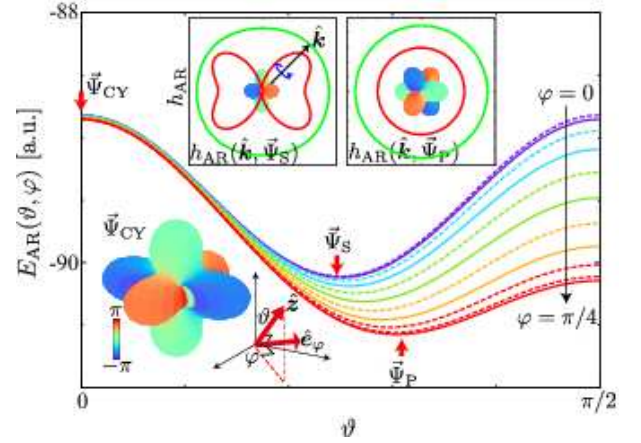 -88
-90
E_AR(ϑ, φ) [a.u.]
Ψ⃗_CY
h_AR
k̂
h_AR(k̂, Ψ⃗_S)
h_AR(k̂, Ψ⃗_P)
φ=0
φ=π/4
Ψ⃗_CY
π
−π
Ψ⃗_S
Ψ⃗_P
ϑ
ẑ
ê_φ
φ
0
ϑ
π/2